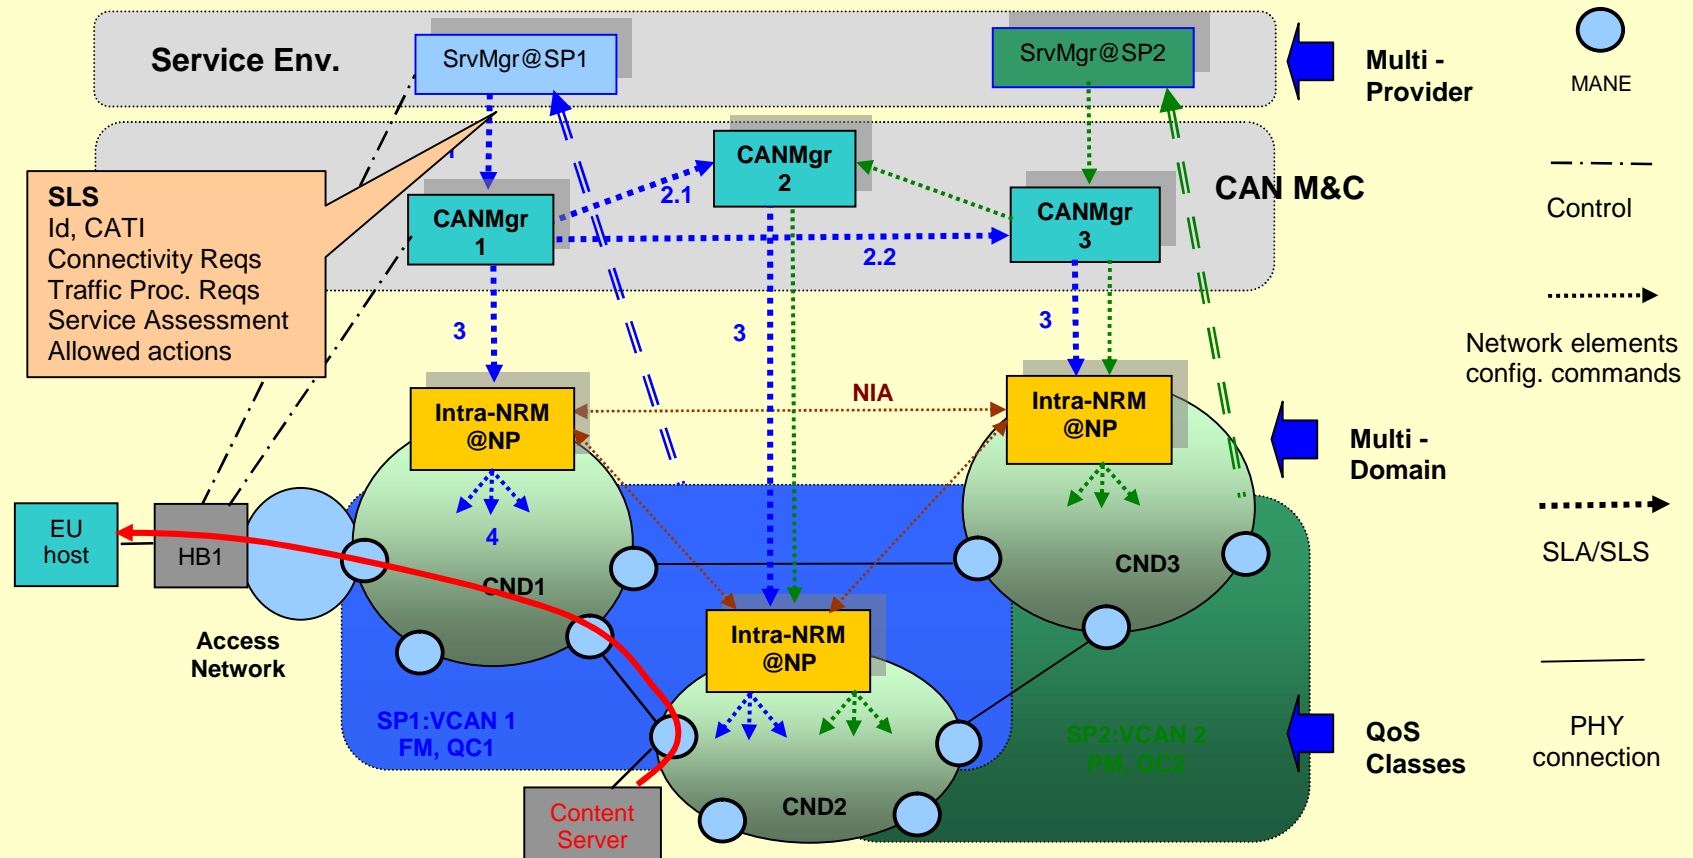 Service Env.
SrvMgr@SP1
SrvMgr@SP2
Multi -
Provider
MANE
1
CANMgr
1
2.1
CANMgr
2
2.2
CANMgr
3
CAN M&C
Control
SLS
Id, CATI
Connectivity Reqs
Traffic Proc. Reqs
Service Assessment
Allowed actions
3
3
3
Network elements
config. commands
Intra-NRM
@NP
NIA
Intra-NRM
@NP
Multi -
Domain
4
EU
host
HB1
CND1
CND3
SLA/SLS
Access
Network
Intra-NRM
@NP
SP1:VCAN 1
FM, QC1
SP2:VCAN 2
PM, QC2
QoS
Classes
PHY
connection
CND2
Content
Server